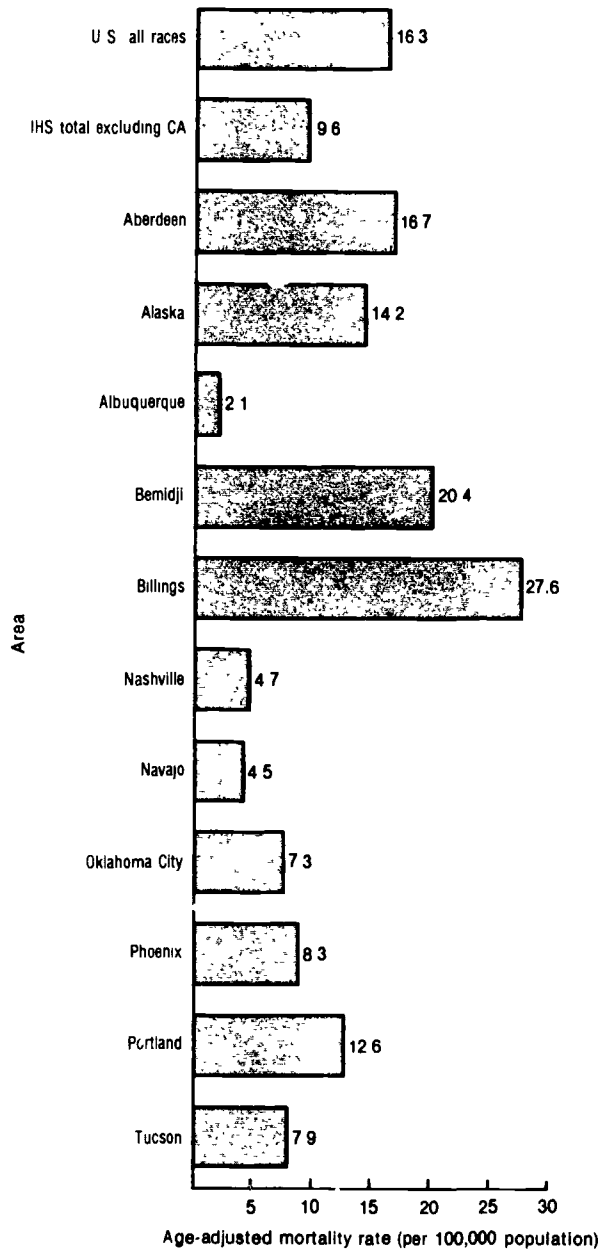 U S all races
16 3
IHS total excluding CA
9 6
Aberdeen
16 7
Alaska
14 2
Albuquerque
2 1
Bemidji
20 4
Billings
27.6
Area
Nashville
4 7
Navajo
4 5
Oklahoma City
7 3
Phoenix
8 3
Portland
12 6
Tucson
7 9
5 10 15 20 25 30
Age-adjusted mortality rate (per 100,000 population)